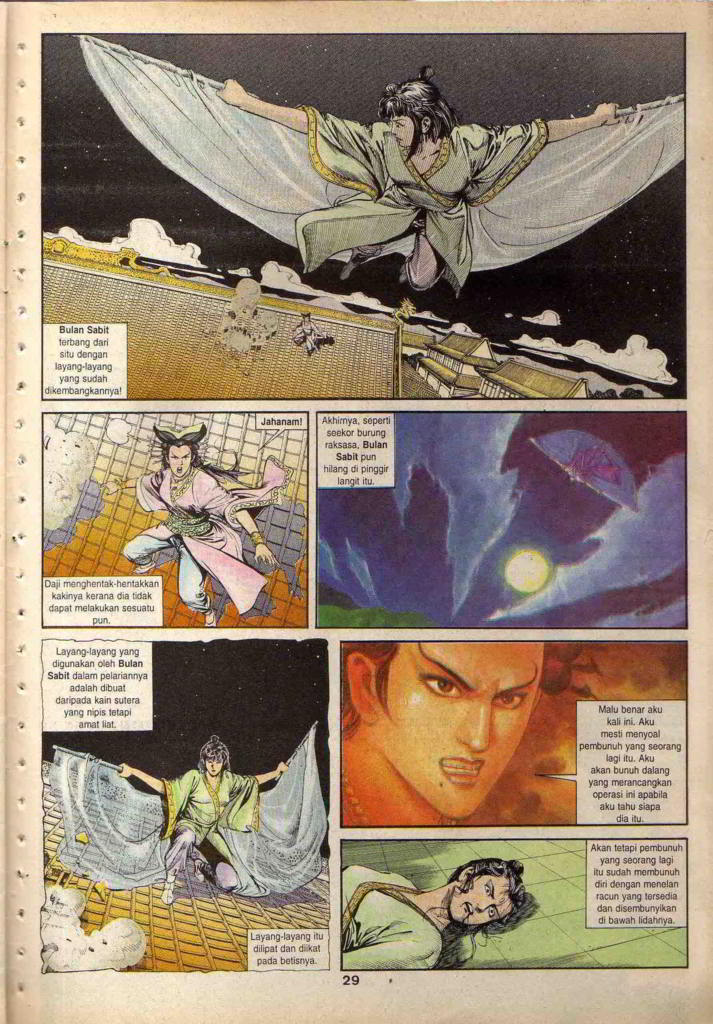 Bulan Sabit
terbang dari
situ dengan
layang-layang
yang sudah
dikembangkannya!
Jahanam!
Daji menghentak-hentakkan
kakinya kerana dia tidak
dapat melakukan sesuatu
pun.
Akhirnya, seperti
seekor burung
raksasa, Bulan
Sabit pun
hilang di pinggir
langit itu.
Layang-layang yang
digunakan oleh Bulan
Sabit dalam pelariannya
adalah dibuat
daripada kain sutera
yang nipis tetapi
amat liat.
Layang-layang itu
dilipat dan diikat
pada betisnya.
Malu benar aku
kali ini. Aku
mesti menyoal
pembunuh yang seorang
lagi itu. Aku
akan bunuh dalang
yang merancangkan
operasi ini apabila
aku tahu siapa
dia itu.
Akan tetapi pembunuh
yang seorang lagi
itu sudah membunuh
diri dengan menelan
racun yang tersedia
dan disembunyikan
di bawah lidahnya.
29